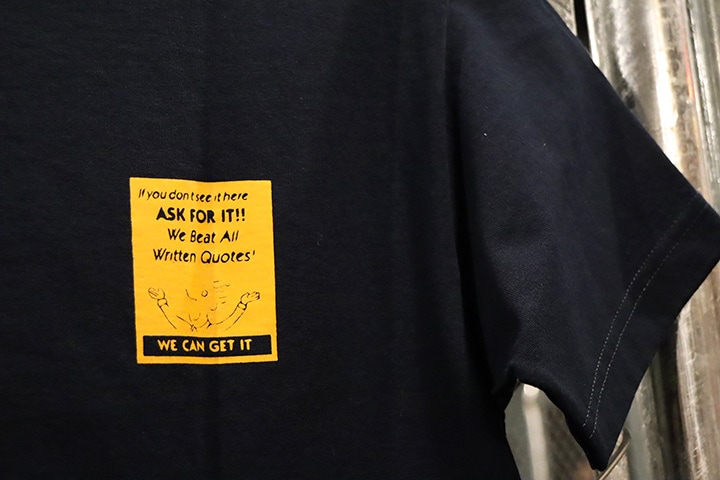 If you dont see it here
ASK FOR IT!!
We Beat All
Written Quotes'
WE CAN GET IT